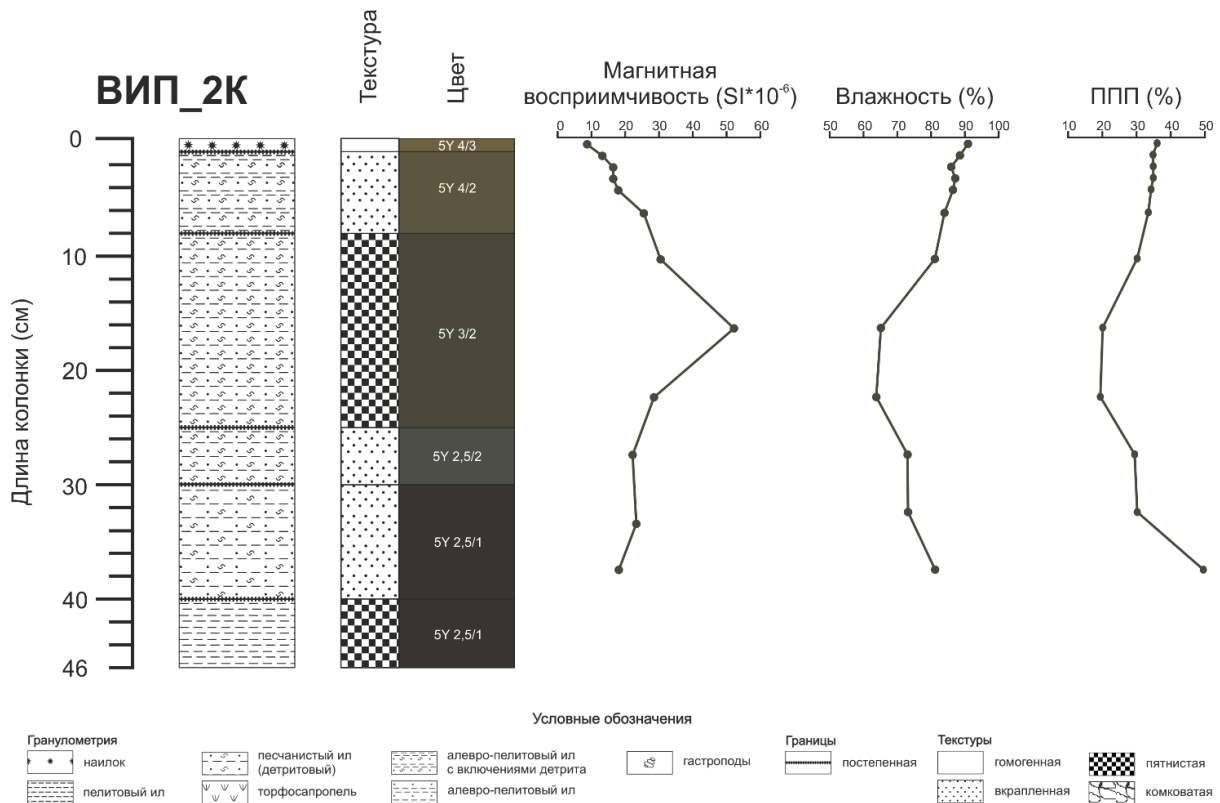 ВИП_2К
Текстура
Цвет
Магнитная
восприимчивость (SI*10⁻⁶)
Влажность (%)
ППП (%)
0 10 20 30 40 50 60
50 60 70 80 90 100
10 20 30 40 50
Длина колонки (см)
0
10
20
30
40
46
5Y 4/3
5Y 4/2
5Y 3/2
5Y 2,5/2
5Y 2,5/1
5Y 2,5/1
Условные обозначения
Гранулометрия
наилок
пелитовый ил
песчанистый ил
(детритовый)
торфосапропель
алевро-пелитовый ил
с включениями детрита
алевро-пелитовый ил
гастроподы
Границы
постепенная
Текстуры
гомогенная
вкрапленная
пятнистая
комковатая